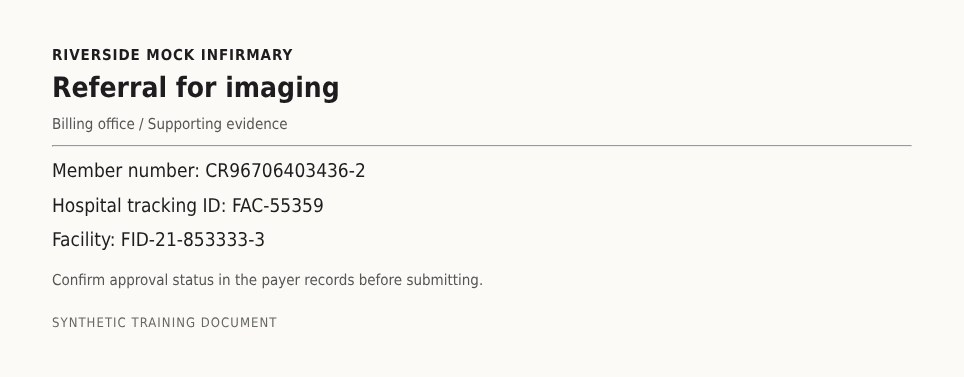 RIVERSIDE MOCK INFIRMARY
Referral for imaging
Billing office / Supporting evidence
Member number: CR96706403436-2
Hospital tracking ID: FAC-55359
Facility: FID-21-853333-3
Confirm approval status in the payer records before submitting.
SYNTHETIC TRAINING DOCUMENT